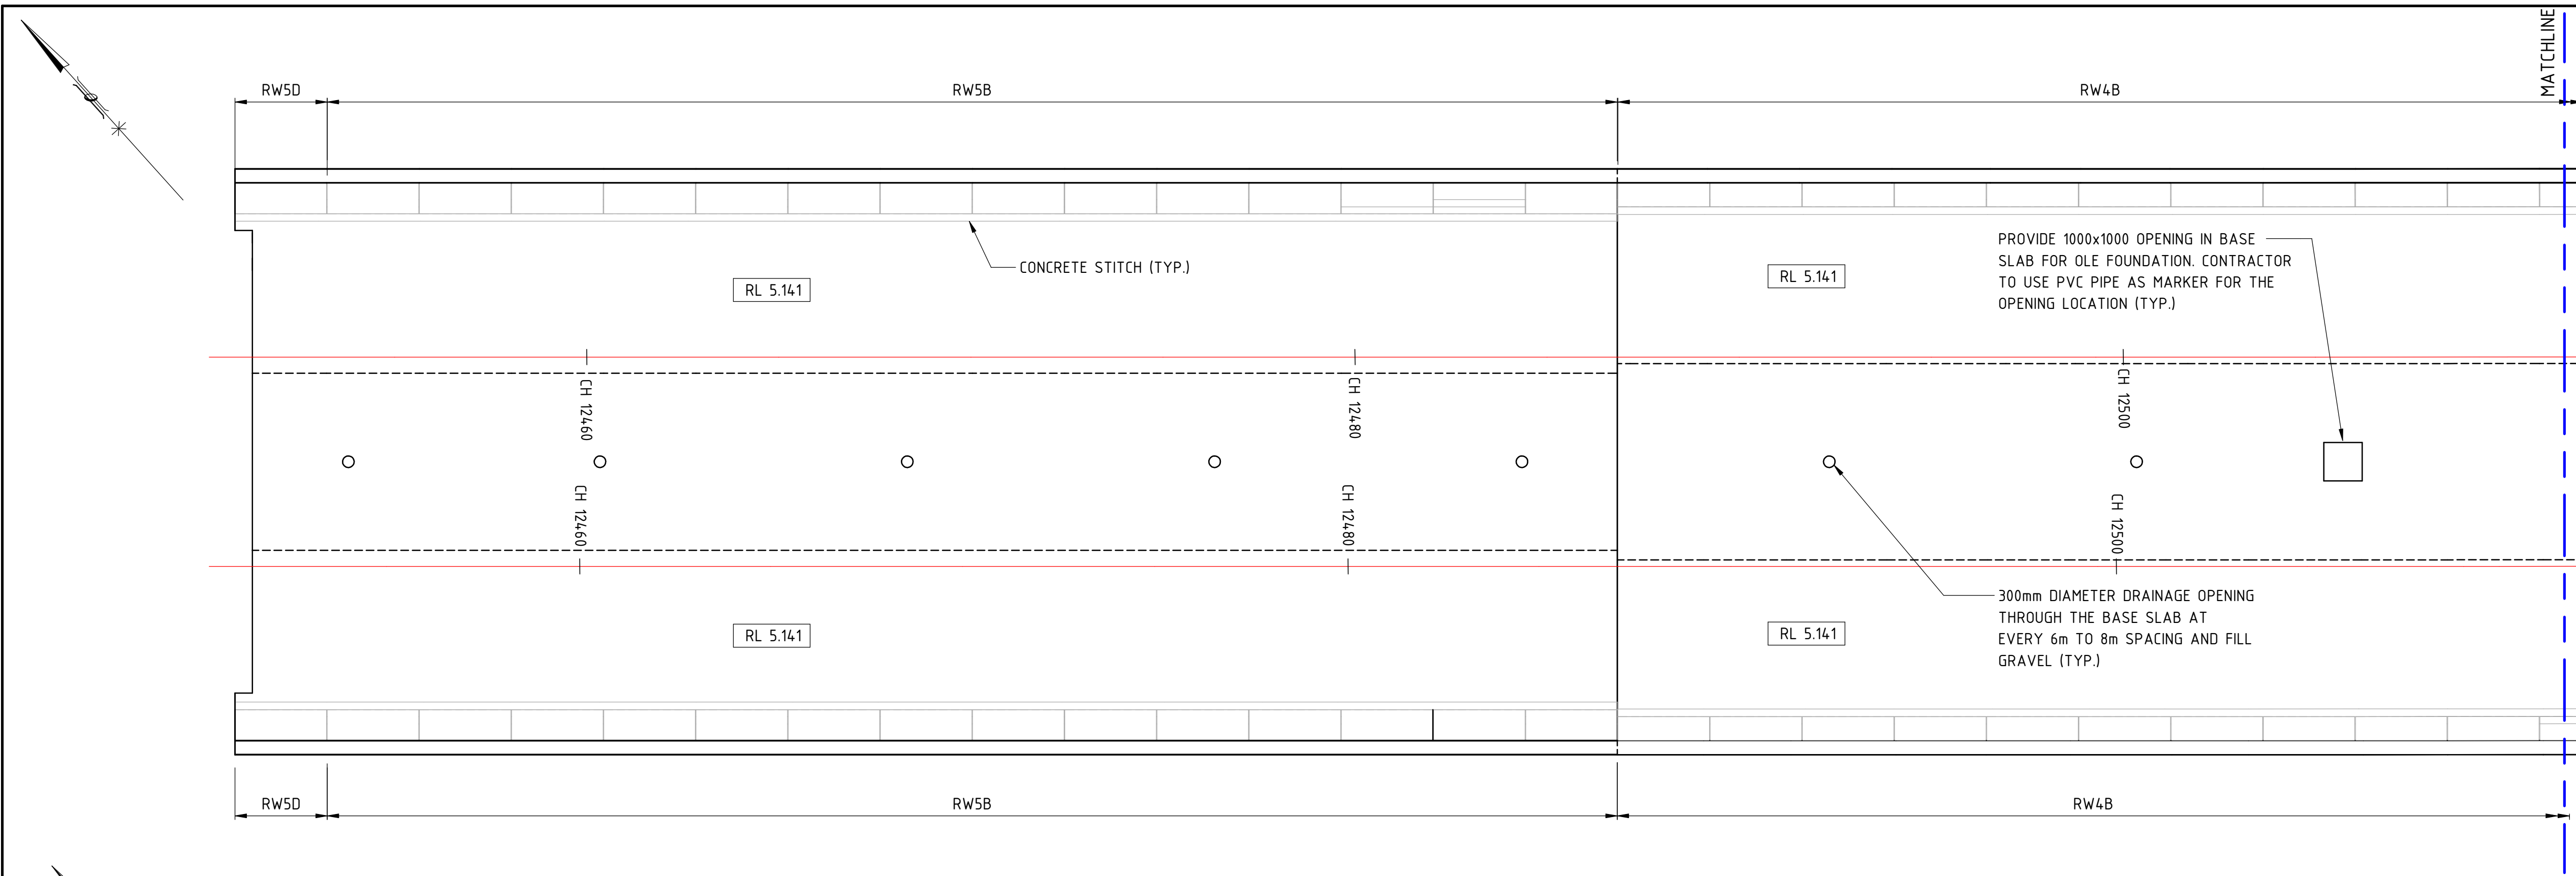 MATCHLINE
RW5D
RW5B
RW4B
CONCRETE STITCH (TYP.)
RL 5.141
RL 5.141
PROVIDE 1000x1000 OPENING IN BASE
SLAB FOR OLE FOUNDATION. CONTRACTOR
TO USE PVC PIPE AS MARKER FOR THE
OPENING LOCATION (TYP.)
CH 12460
CH 12480
CH 12500
CH 12460
CH 12480
CH 12500
300mm DIAMETER DRAINAGE OPENING
THROUGH THE BASE SLAB AT
EVERY 6m TO 8m SPACING AND FILL
GRAVEL (TYP.)
RL 5.141
RL 5.141
RW5D
RW5B
RW4B